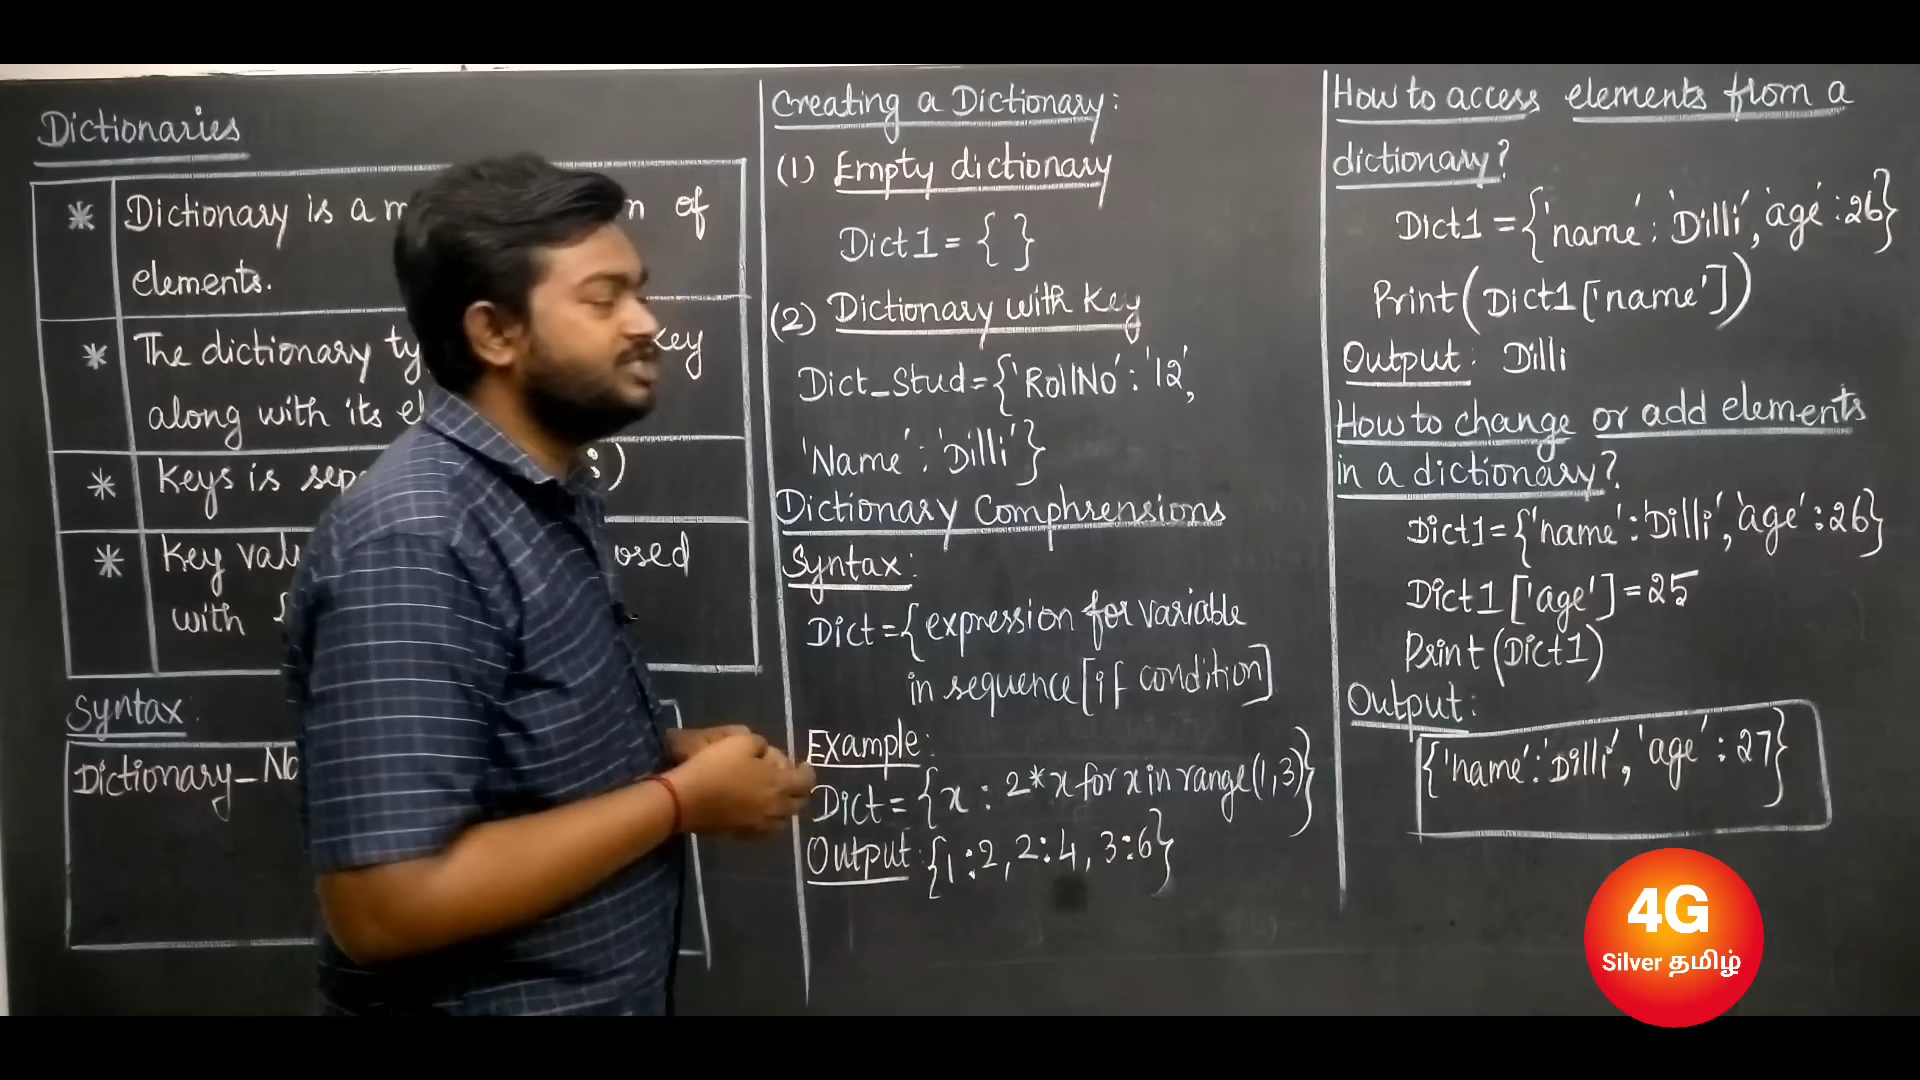 Dictionaries
* Dictionary is a of
elements.
* The dictionary key
along with its
* Keys is :)
* Key
with {
Syntax:
Creating a Dictionary:
(1) Empty dictionary
Dict1 = { }
(2) Dictionary with Key
Dict_Stud={'RollNo':'12',
'Name':'Dilli'}
Dictionary Comphrensions
Syntax:
Dict={expression for variable
in sequence[if condition]
Example:
Dict={x : 2*x for x in range(1,3)}
Output:{1:2, 2:4, 3:6}
How to access elements from a
dictionary?
Dict1={'name':'Dilli','age':26}
Print(Dict1['name'])
Output: Dilli
How to change or add elements
in a dictionary?
Dict1={'name':'Dilli','age':26}
Dict1['age']=25
Print(Dict1)
Output:
{'name':'Dilli', 'age':27}
4G
Silver தமிழ்